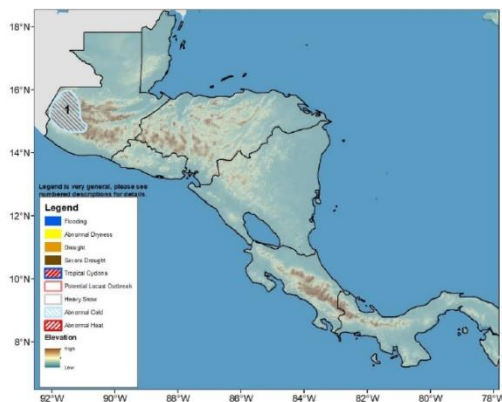 18°N
16°N
14°N
12°N
10°N
8°N
1
Legend is very general, please see
numbered descriptions for details.
Legend
Flooding
Abnormal Dryness
Drought
Severe Drought
Tropical Cyclone
Potential Locust Outbreak
Heavy Snow
Abnormal Cold
Abnormal Heat
Elevation
High
Low
92°W 90°W 88°W 86°W 84°W 82°W 80°W 78°W